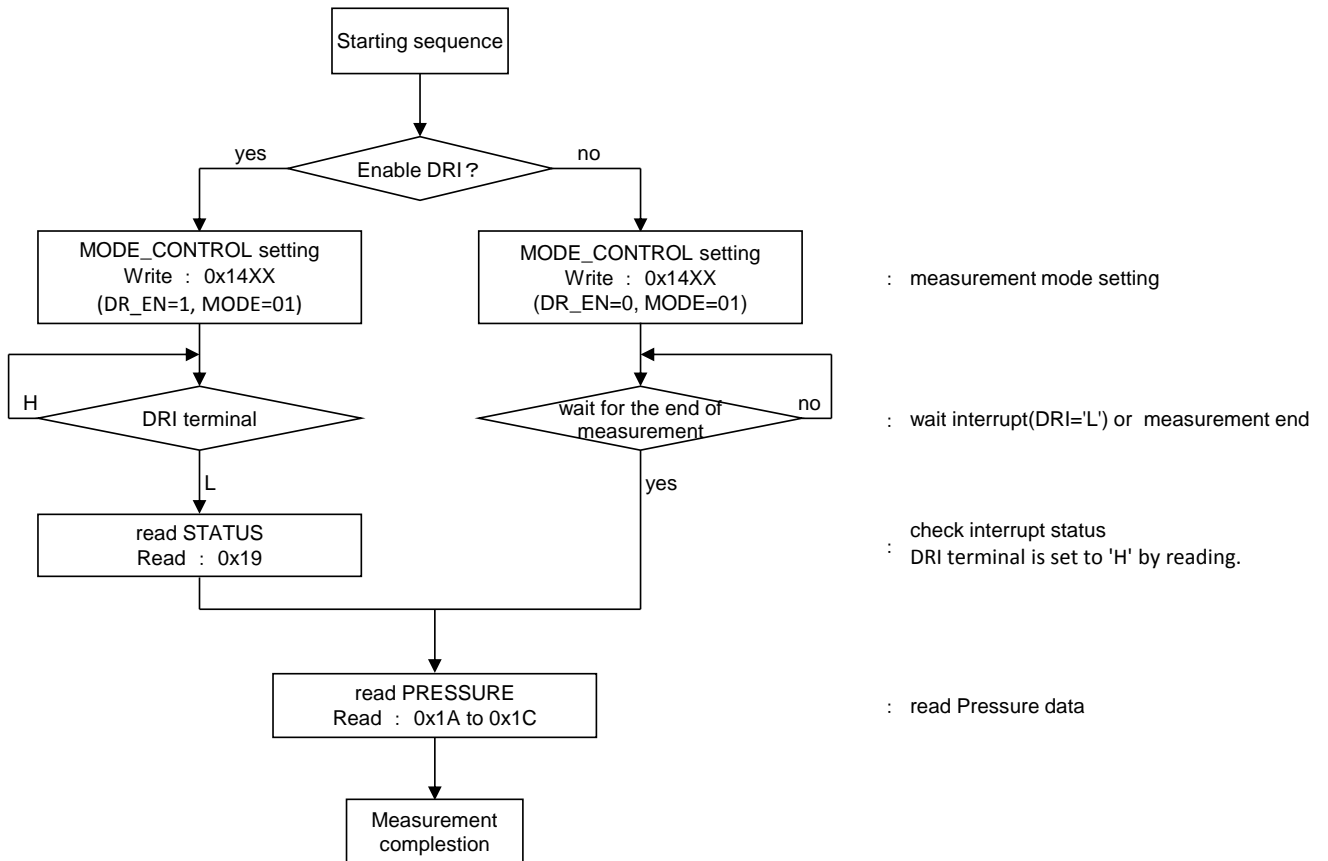 Starting sequence
yes
Enable DRI？
no
MODE_CONTROL setting
Write ： 0x14XX
(DR_EN=1, MODE=01)
MODE_CONTROL setting
Write ： 0x14XX
(DR_EN=0, MODE=01)
： measurement mode setting
H
DRI terminal
wait for the end of
measurement
no
： wait interrupt(DRI='L') or measurement end
L
yes
read STATUS
Read ： 0x19
check interrupt status
：
DRI terminal is set to 'H' by reading.
read PRESSURE
Read ： 0x1A to 0x1C
： read Pressure data
Measurement
complestion